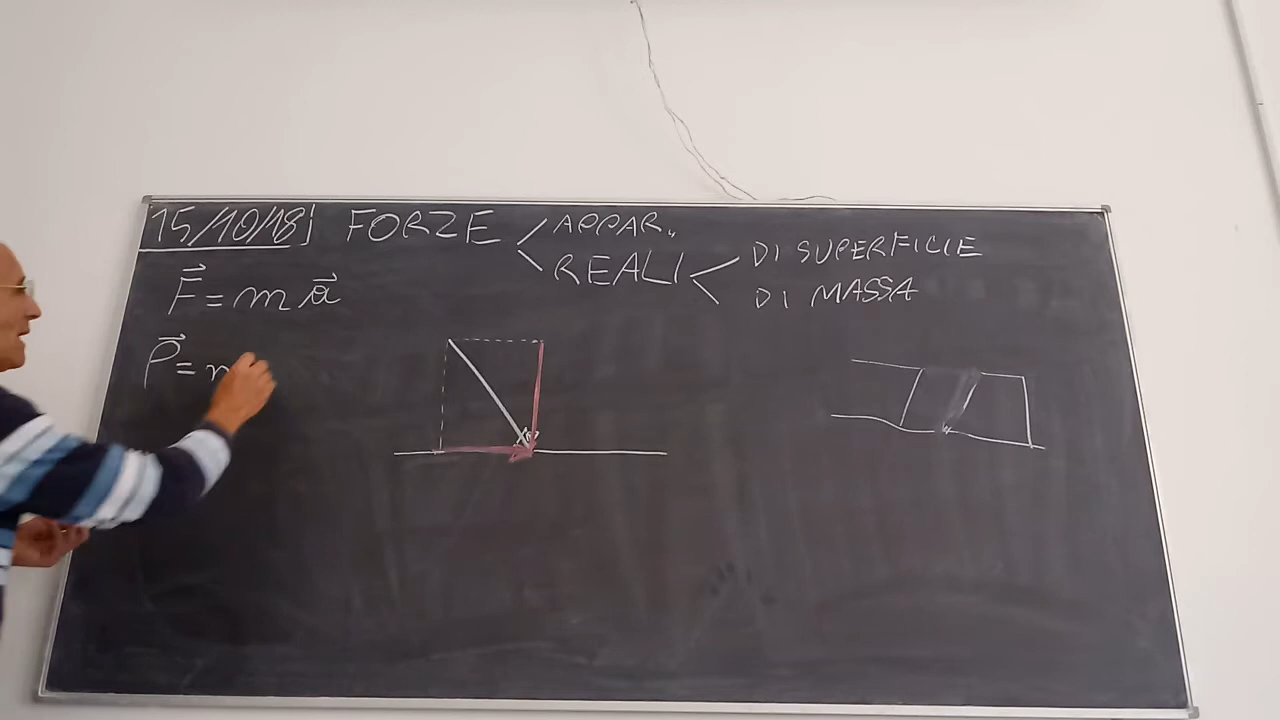 15/10/18 FORZE
APPAR.
REALI
DI SUPERFICIE
DI MASSA
F⃗ = m a⃗
P⃗ = m